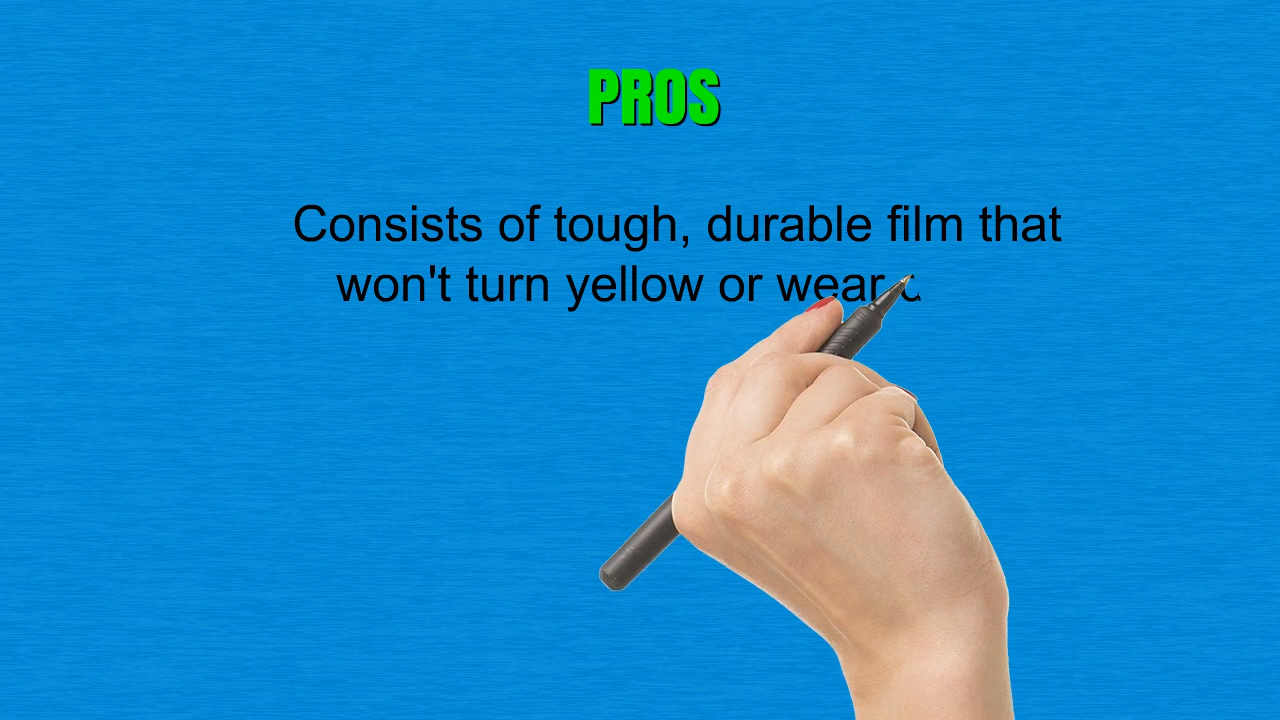 PROS
Consists of tough, durable film that
won't turn yellow or wear